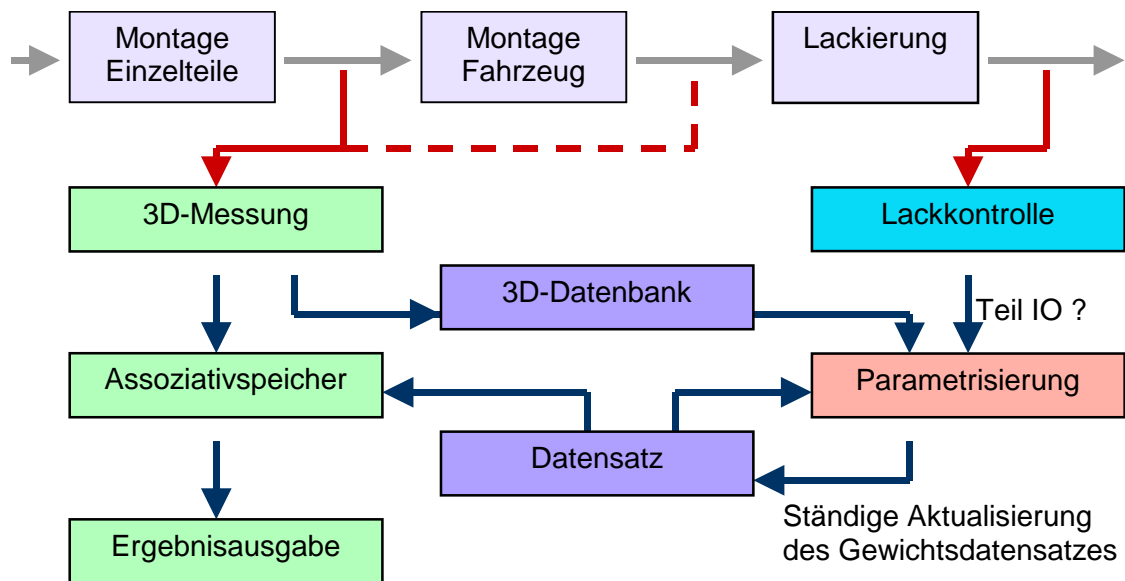 Montage
Einzelteile
Montage
Fahrzeug
Lackierung
3D-Messung
Lackkontrolle
3D-Datenbank
Teil IO ?
Assoziativspeicher
Parametrisierung
Datensatz
Ständige Aktualisierung
des Gewichtsdatensatzes
Ergebnisausgabe